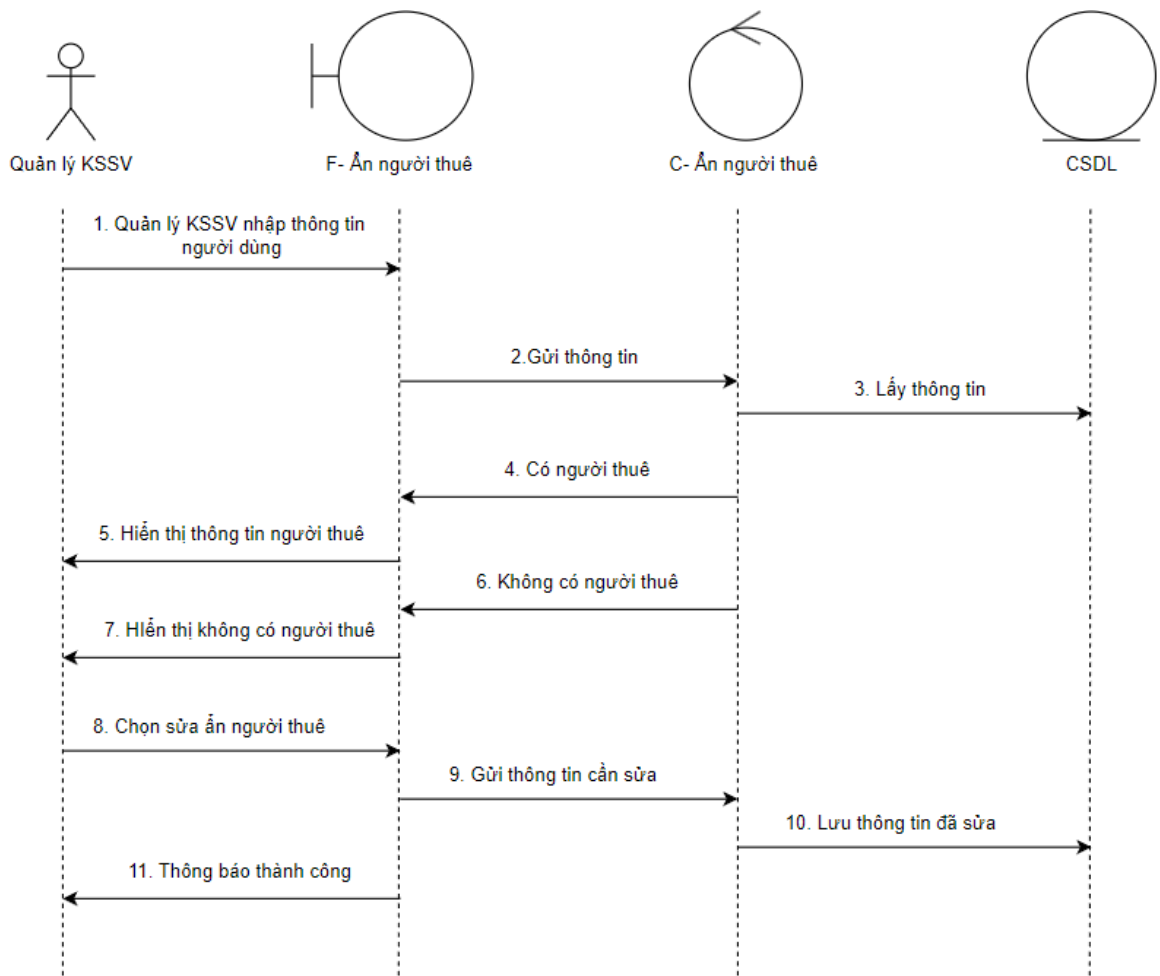 Quản lý KSSV
F- Ẩn người thuê
C- Ẩn người thuê
CSDL
1. Quản lý KSSV nhập thông tin
người dùng
2.Gửi thông tin
3. Lấy thông tin
4. Có người thuê
5. Hiển thị thông tin người thuê
6. Không có người thuê
7. HIển thị không có người thuê
8. Chọn sửa ẩn người thuê
9. Gửi thông tin cần sửa
10. Lưu thông tin đã sửa
11. Thông báo thành công